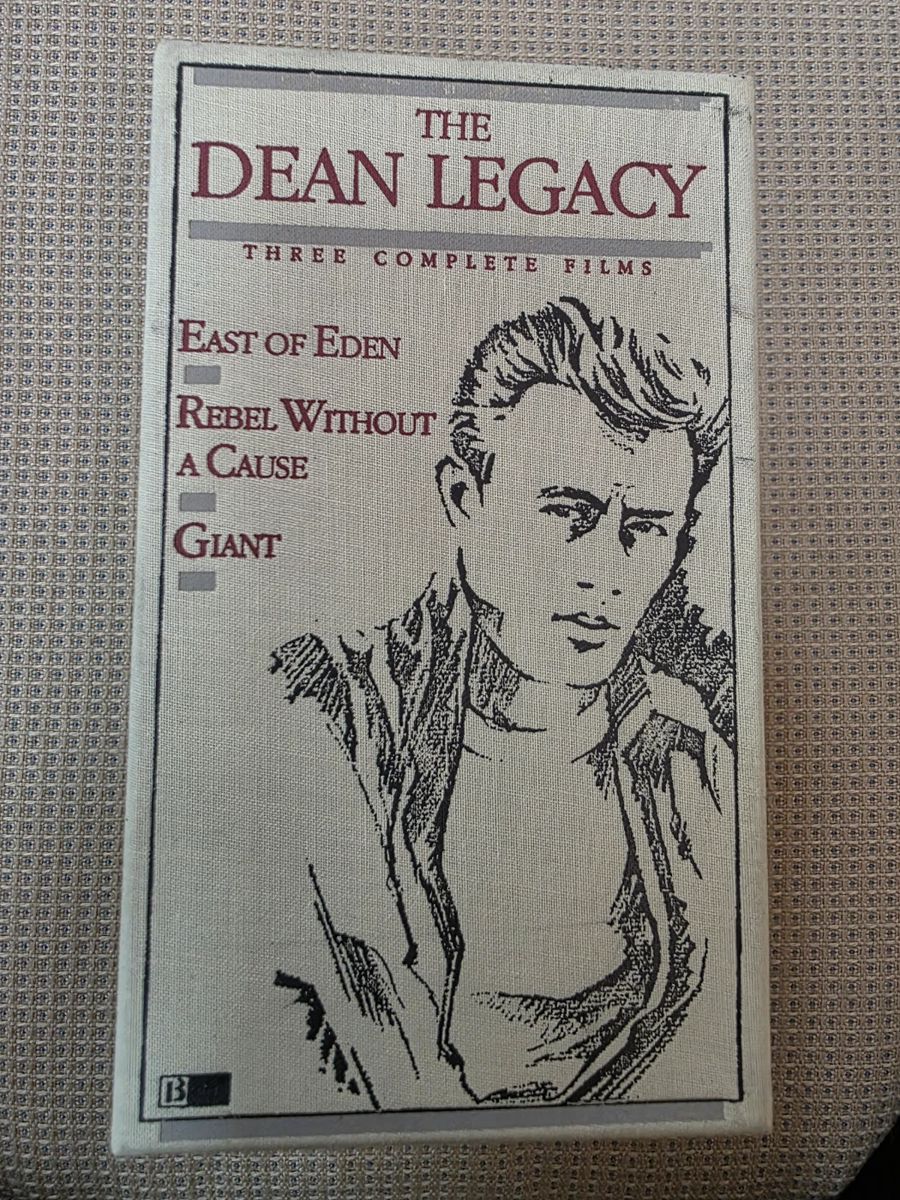 THE
DEAN LEGACY
THREE COMPLETE FILMS
EAST OF EDEN
REBEL WITHOUT
A CAUSE
GIANT
B